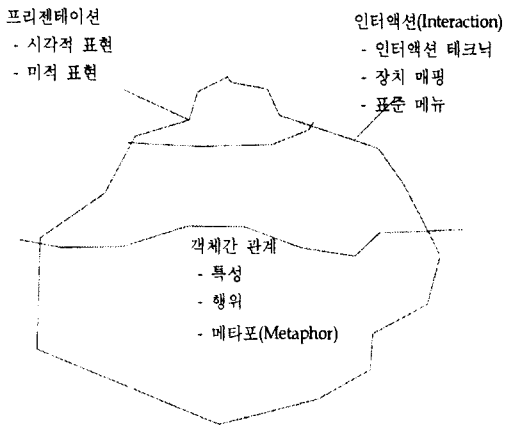 프리젠테이션
- 시각적 표현
- 미적 표현
인터액션(Interaction)
- 인터액션 테크닉
- 장치 매핑
- 표준 메뉴
객체간 관계
- 특성
- 행위
- 메타포(Metaphor)